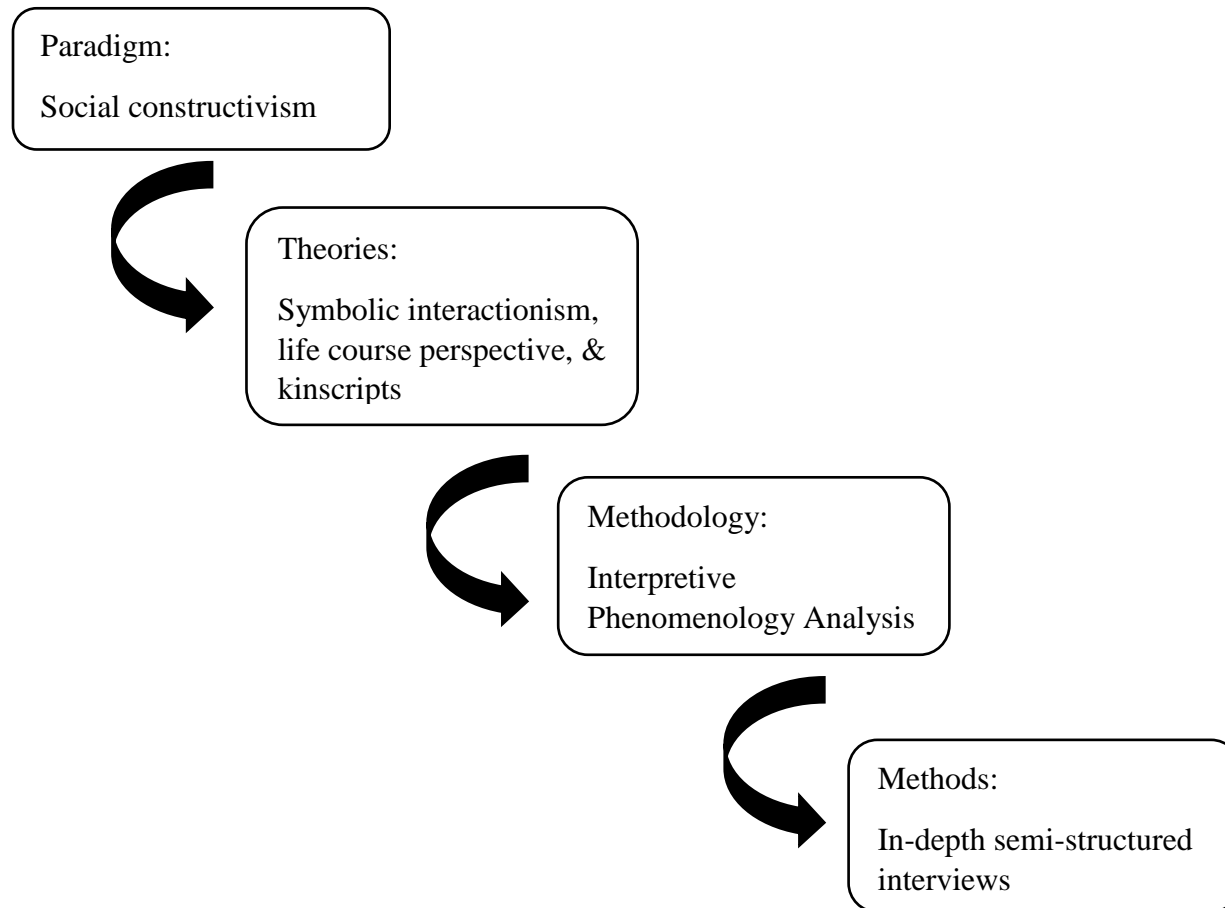 Paradigm:
Social constructivism
Theories:
Symbolic interactionism,
life course perspective, &
kinscripts
Methodology:
Interpretive
Phenomenology Analysis
Methods:
In-depth semi-structured
interviews